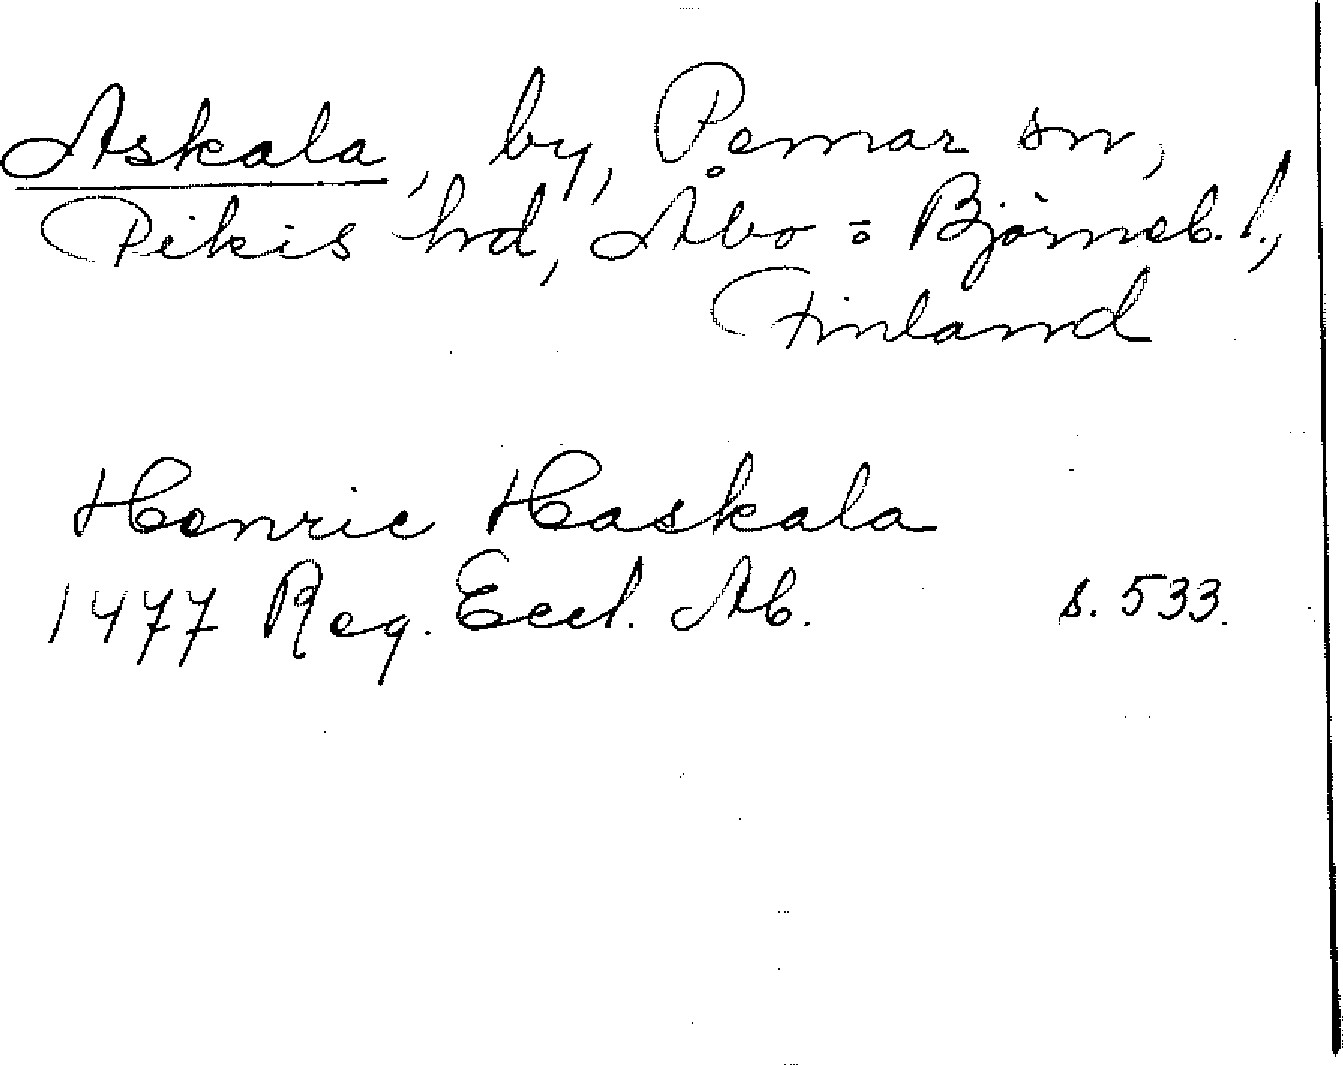 Askala, by, Pemar sn,
Pikis hd, Åbo = Björneb. l.,
Finland
Henric Haskala
1477 Reg. Eccl. Ab. s. 533.